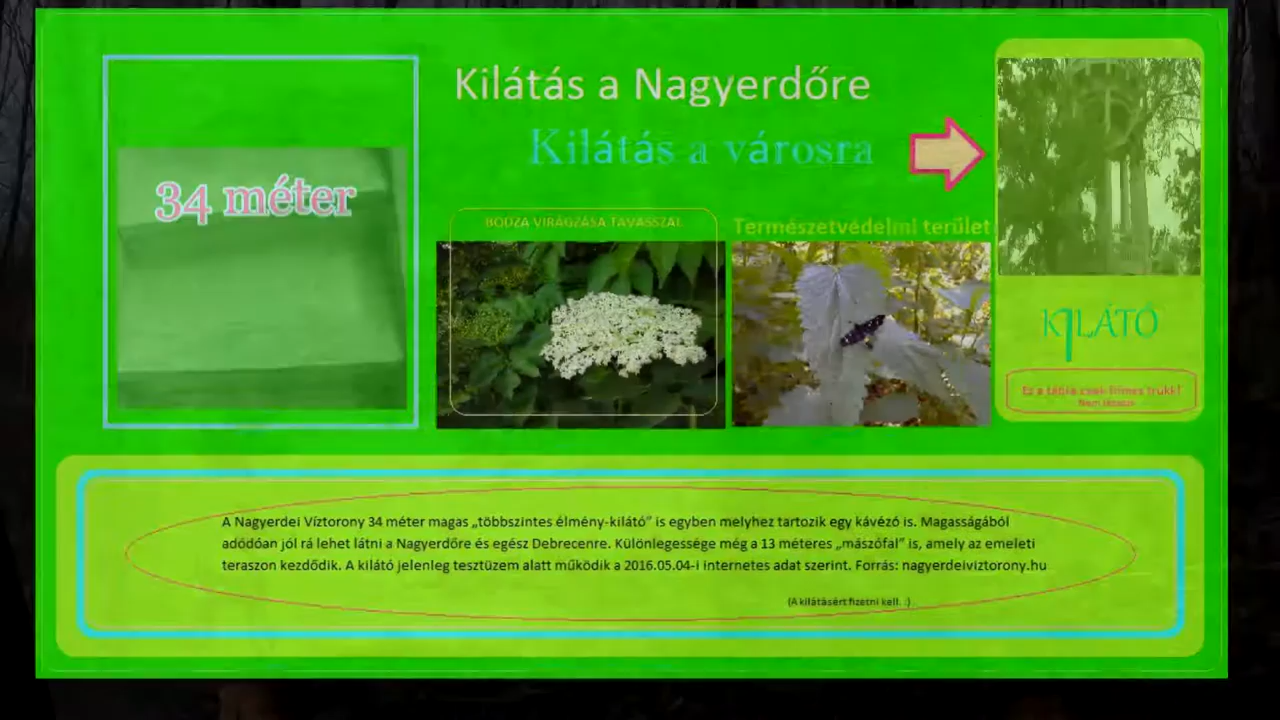 Kilátás a Nagyerdőre
Kilátás a városra
34 méter
BODZA VIRÁGZÁSA TAVASSZAL
Természetvédelmi terület
KILÁTÓ
Ez a tábla csak filmes trükk!
A Nagyerdei Víztorony 34 méter magas „többszintes élmény-kilátó” is egyben melyhez tartozik egy kávézó is. Magasságából
adódóan jól rá lehet látni a Nagyerdőre és egész Debrecenre. Különlegessége még a 13 méteres „mászófal” is, amely az emeleti
teraszon kezdődik. A kilátó jelenleg tesztüzem alatt működik a 2016.05.04-i internetes adat szerint. Forrás: nagyerdeiviztorony.hu
(A kilátásért fizetni kell. :)